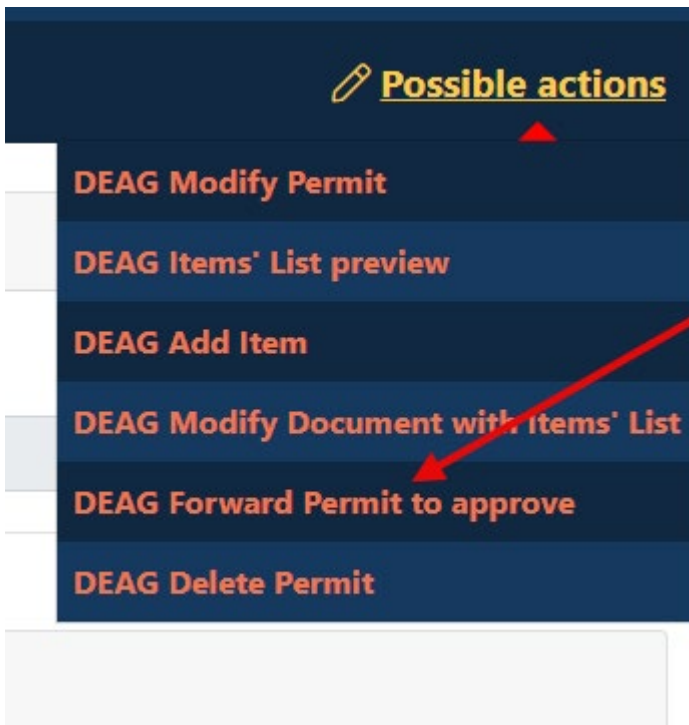 Possible actions
DEAG Modify Permit
DEAG Items' List preview
DEAG Add Item
DEAG Modify Document with Items' List
DEAG Forward Permit to approve
DEAG Delete Permit